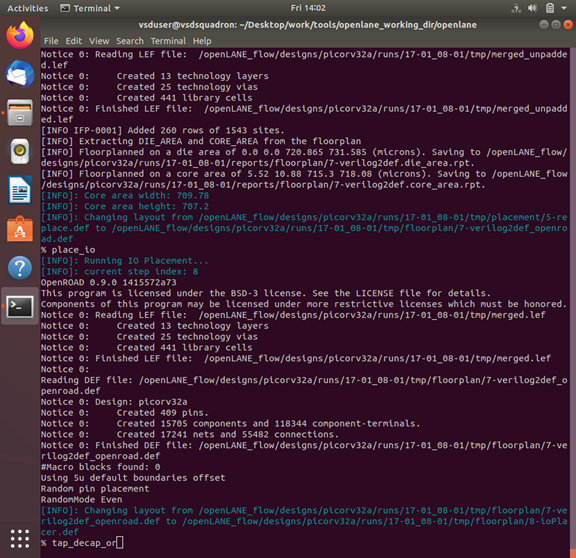 Activities
Terminal
Fri 14:02
vsduser@vsdsquadron: ~/Desktop/work/tools/openlane_working_dir/openlane
File Edit View Search Terminal Help
Notice 0: Reading LEF file:  /openLANE_flow/designs/picorv32a/runs/17-01_08-01/tmp/merged_unpadde
d.lef
Notice 0:     Created 13 technology layers
Notice 0:     Created 25 technology vias
Notice 0:     Created 441 library cells
Notice 0: Finished LEF file:  /openLANE_flow/designs/picorv32a/runs/17-01_08-01/tmp/merged_unpadd
ed.lef
[INFO IFP-0001] Added 260 rows of 1543 sites.
[INFO] Extracting DIE_AREA and CORE_AREA from the floorplan
[INFO] Floorplanned on a die area of 0.0 0.0 720.865 731.585 (microns). Saving to /openLANE_flow/
designs/picorv32a/runs/17-01_08-01/reports/floorplan/7-verilog2def.die_area.rpt.
[INFO] Floorplanned on a core area of 5.52 10.88 715.3 718.08 (microns). Saving to /openLANE_flow
/designs/picorv32a/runs/17-01_08-01/reports/floorplan/7-verilog2def.core_area.rpt.
[INFO]: Core area width: 709.78
[INFO]: Core area height: 707.2
[INFO]: Changing layout from /openLANE_flow/designs/picorv32a/runs/17-01_08-01/tmp/placement/5-re
place.def to /openLANE_flow/designs/picorv32a/runs/17-01_08-01/tmp/floorplan/7-verilog2def_openro
ad.def
% place_io
[INFO]: Running IO Placement...
[INFO]: current step index: 8
OpenROAD 0.9.0 1415572a73
This program is licensed under the BSD-3 license. See the LICENSE file for details.
Components of this program may be licensed under more restrictive licenses which must be honored.
Notice 0: Reading LEF file:  /openLANE_flow/designs/picorv32a/runs/17-01_08-01/tmp/merged.lef
Notice 0:     Created 13 technology layers
Notice 0:     Created 25 technology vias
Notice 0:     Created 441 library cells
Notice 0: Finished LEF file:  /openLANE_flow/designs/picorv32a/runs/17-01_08-01/tmp/merged.lef
Notice 0:
Reading DEF file: /openLANE_flow/designs/picorv32a/runs/17-01_08-01/tmp/floorplan/7-verilog2def_o
penroad.def
Notice 0: Design: picorv32a
Notice 0:     Created 409 pins.
Notice 0:     Created 15705 components and 118344 component-terminals.
Notice 0:     Created 17241 nets and 55482 connections.
Notice 0: Finished DEF file: /openLANE_flow/designs/picorv32a/runs/17-01_08-01/tmp/floorplan/7-ve
rilog2def_openroad.def
#Macro blocks found: 0
Using 5u default boundaries offset
Random pin placement
RandomMode Even
[INFO]: Changing layout from /openLANE_flow/designs/picorv32a/runs/17-01_08-01/tmp/floorplan/7-ve
rilog2def_openroad.def to /openLANE_flow/designs/picorv32a/runs/17-01_08-01/tmp/floorplan/8-ioPla
cer.def
% tap_decap_or